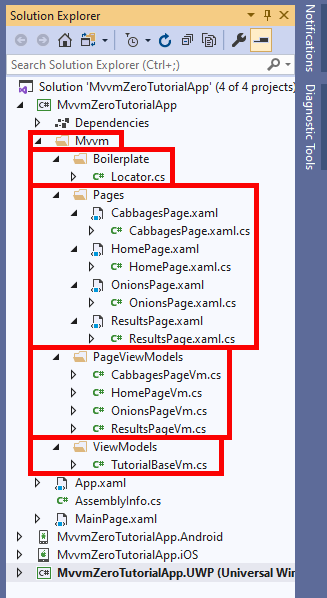 Solution Explorer
Search Solution Explorer (Ctrl+;)
Solution 'MvvmZeroTutorialApp' (4 of 4 projects)
C# MvvmZeroTutorialApp
Dependencies
Mvvm
Boilerplate
C# Locator.cs
Pages
CabbagesPage.xaml
C# CabbagesPage.xaml.cs
HomePage.xaml
C# HomePage.xaml.cs
OnionsPage.xaml
C# OnionsPage.xaml.cs
ResultsPage.xaml
C# ResultsPage.xaml.cs
PageViewModels
C# CabbagesPageVm.cs
C# HomePageVm.cs
C# OnionsPageVm.cs
C# ResultsPageVm.cs
ViewModels
C# TutorialBaseVm.cs
App.xaml
C# AssemblyInfo.cs
MainPage.xaml
MvvmZeroTutorialApp.Android
MvvmZeroTutorialApp.iOS
C# MvvmZeroTutorialApp.UWP (Universal Win
Notifications
Diagnostic Tools